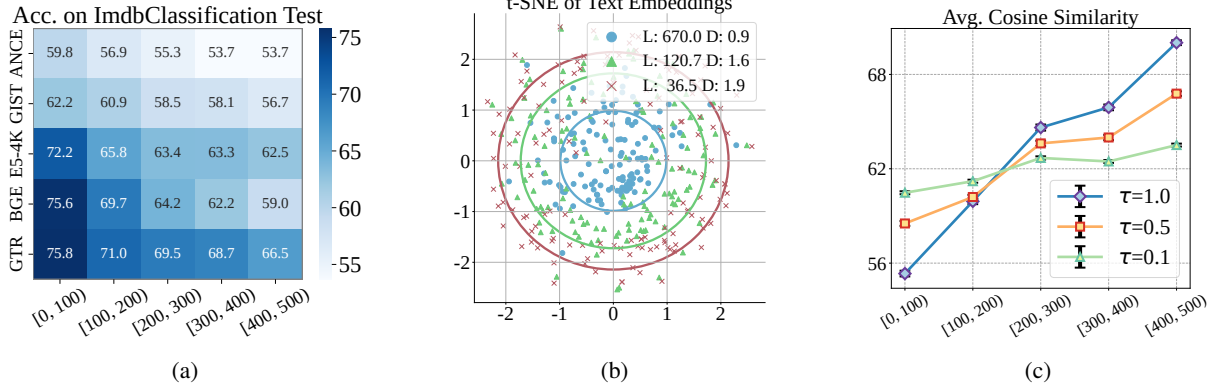 Acc. on ImdbClassification Test
ANCE 59.8 56.9 55.3 53.7 53.7
GIST 62.2 60.9 58.5 58.1 56.7
E5-4K 72.2 65.8 63.4 63.3 62.5
BGE 75.6 69.7 64.2 62.2 59.0
GTR 75.8 71.0 69.5 68.7 66.5
[0, 100) [100, 200) [200, 300) [300, 400) [400, 500)
75
70
65
60
55
(a)
t-SNE of Text Embeddings
L: 670.0 D: 0.9
L: 120.7 D: 1.6
L: 36.5 D: 1.9
2
1
0
-1
-2
-2 -1 0 1 2
(b)
Avg. Cosine Similarity
68
62
56
τ=1.0
τ=0.5
τ=0.1
[0, 100) [100, 200) [200, 300) [300, 400) [400, 500)
(c)